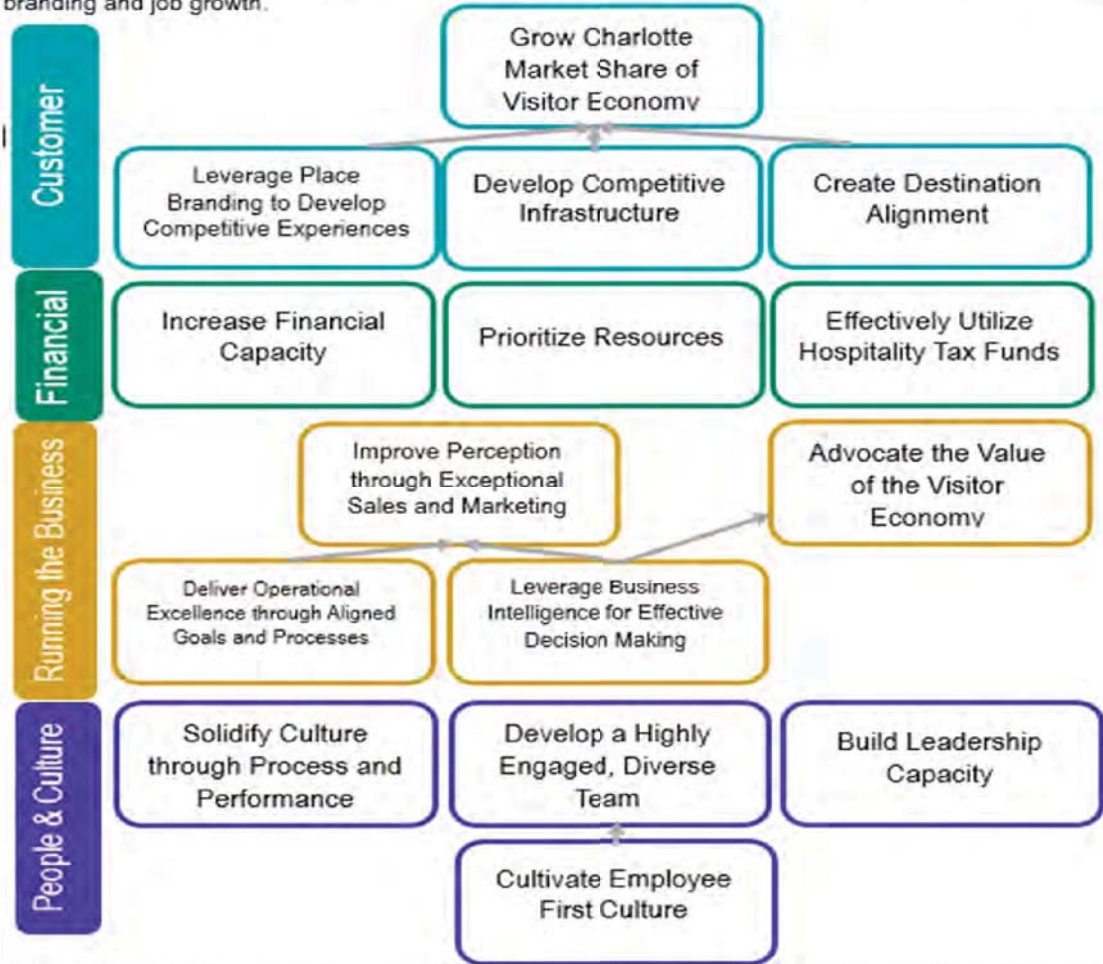 branding and job growth.
Customer
Grow Charlotte
Market Share of
Visitor Economy
Leverage Place
Branding to Develop
Competitive Experiences
Develop Competitive
Infrastructure
Create Destination
Alignment
Financial
Increase Financial
Capacity
Prioritize Resources
Effectively Utilize
Hospitality Tax Funds
Running the Business
Improve Perception
through Exceptional
Sales and Marketing
Advocate the Value
of the Visitor
Economy
Deliver Operational
Excellence through Aligned
Goals and Processes
Leverage Business
Intelligence for Effective
Decision Making
People & Culture
Solidify Culture
through Process and
Performance
Develop a Highly
Engaged, Diverse
Team
Build Leadership
Capacity
Cultivate Employee
First Culture